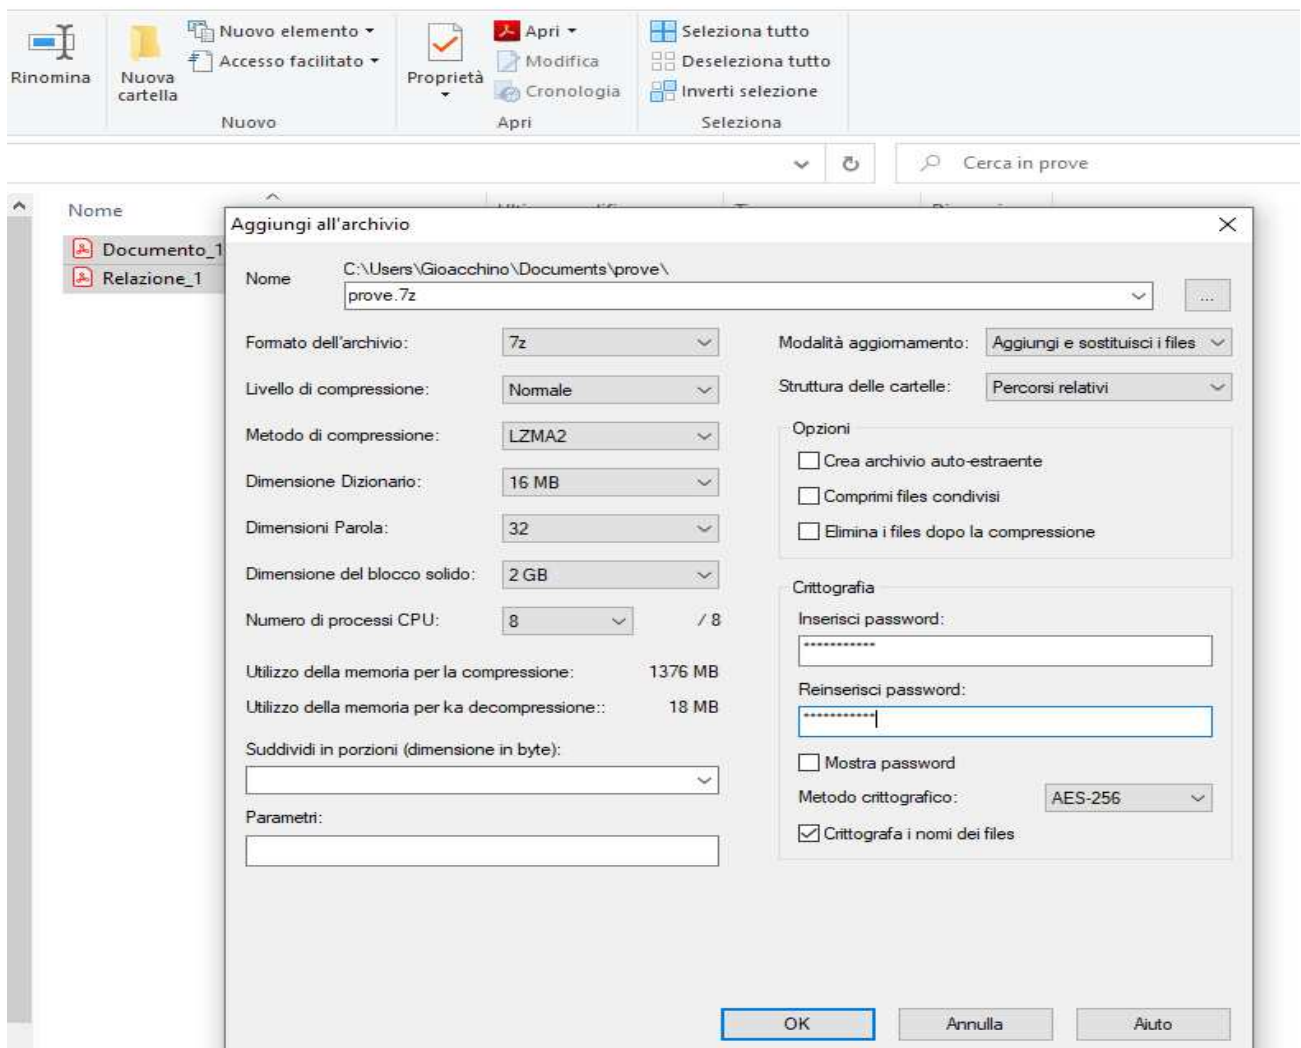 Rinomina
Nuova
cartella
Nuovo elemento
Accesso facilitato
Nuovo
Proprietà
Apri
Modifica
Cronologia
Apri
Seleziona tutto
Deseleziona tutto
Inverti selezione
Seleziona
Cerca in prove
Nome
Documento_1
Relazione_1
Aggiungi all'archivio
Nome
C:\Users\Gioacchino\Documents\prove\
prove.7z
...
Formato dell'archivio: 7z
Livello di compressione: Normale
Metodo di compressione: LZMA2
Dimensione Dizionario: 16 MB
Dimensioni Parola: 32
Dimensione del blocco solido: 2 GB
Numero di processi CPU: 8 / 8
Utilizzo della memoria per la compressione: 1376 MB
Utilizzo della memoria per ka decompressione:: 18 MB
Suddividi in porzioni (dimensione in byte):
Parametri:
Modalità aggiornamento: Aggiungi e sostituisci i files
Struttura delle cartelle: Percorsi relativi
Opzioni
Crea archivio auto-estraente
Comprimi files condivisi
Elimina i files dopo la compressione
Crittografia
Inserisci password:
***********
Reinserisci password:
***********
Mostra password
Metodo crittografico: AES-256
Crittografa i nomi dei files
OK
Annulla
Aiuto